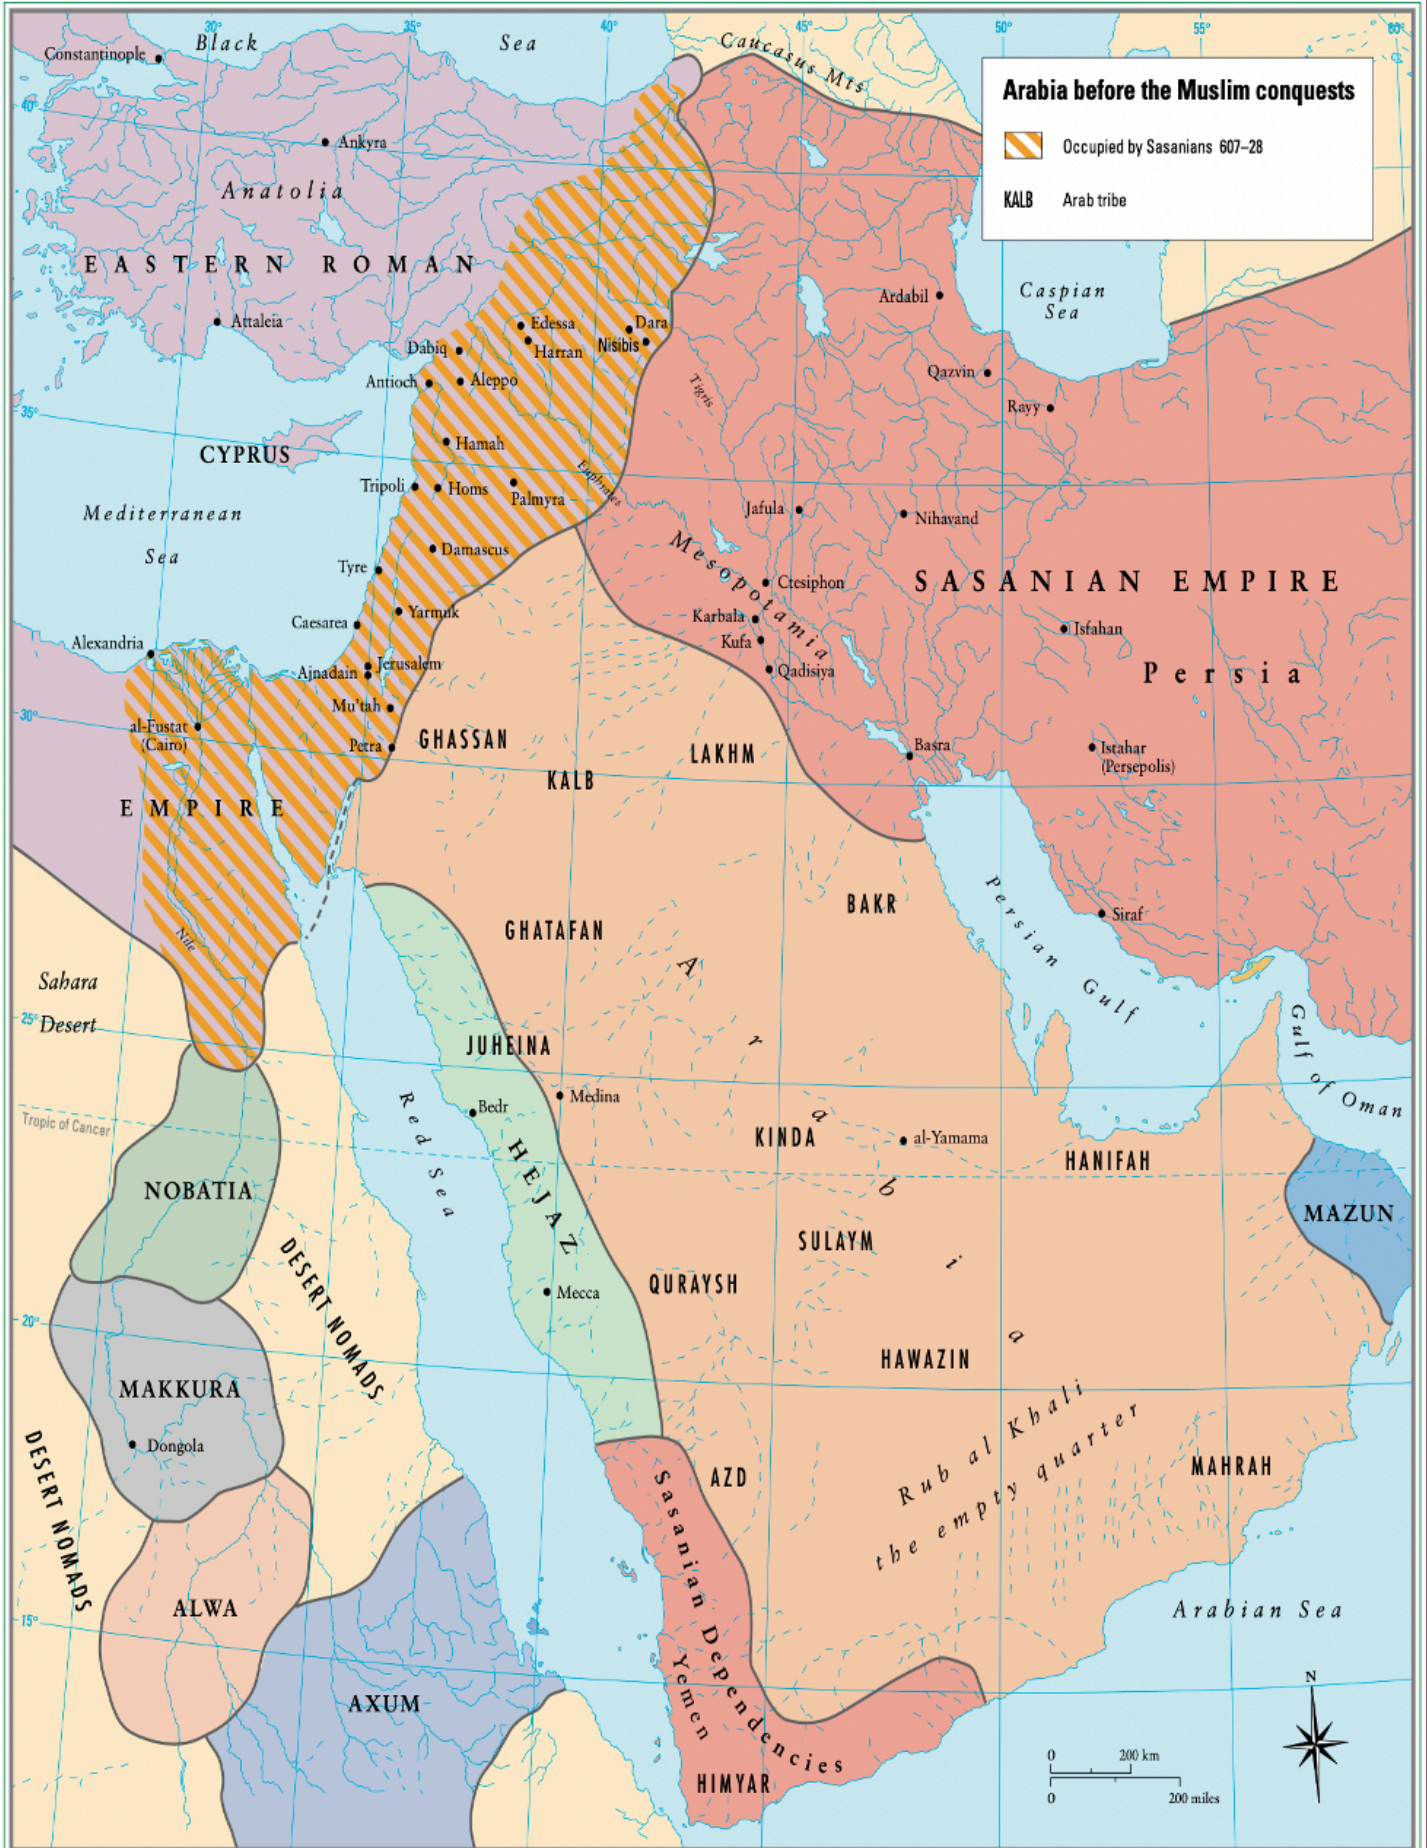 30°
35°
40°
45°
50°
55°
60°
Black
Sea
Caucasus Mts
Constantinople
40°
Arabia before the Muslim conquests
Occupied by Sasanians 607–28
KALB
Arab tribe
Ankyra
Anatolia
EASTERN ROMAN
Attaleia
Ardabil
Caspian
Sea
Edessa
Dara
Dabiq
Harran
Nisibis
Antioch
Aleppo
Tigris
Qazvin
Rayy
35°
CYPRUS
Hamah
Euphrates
Tripoli
Homs
Palmyra
Mediterranean
Sea
Jafula
Nihavand
Damascus
Tyre
Mesopotamia
Ctesiphon
SASANIAN EMPIRE
Caesarea
Yarmuk
Karbala
Kufa
Isfahan
Alexandria
Ajnadain
Jerusalem
Qadisiya
Persia
30°
al-Fustat
(Cairo)
Mu'tah
Petra
GHASSAN
KALB
LAKHM
Basra
Istahar
(Persepolis)
EMPIRE
BAKR
Persian Gulf
Siraf
Nile
GHATAFAN
Arabia
Sahara
Desert
25°
Gulf of Oman
JUHEINA
Medina
Bedr
Red Sea
Tropic of Cancer
HEJAZ
KINDA
al-Yamama
HANIFAH
NOBATIA
MAZUN
DESERT NOMADS
SULAYM
QURAYSH
Mecca
20°
HAWAZIN
MAKKURA
Dongola
DESERT NOMADS
Rub al Khali
the empty quarter
AZD
MAHRAH
Sasanian Dependencies
Yemen
15°
ALWA
Arabian Sea
AXUM
HIMYAR
N
0
200 km
0
200 miles